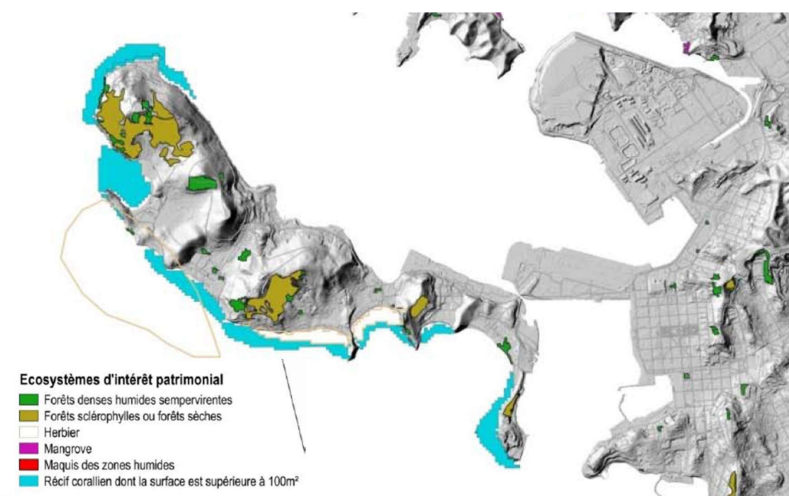 Ecosystèmes d'intérêt patrimonial
Forêts denses humides sempervirentes
Forêts sclérophylles ou forêts sèches
Herbier
Mangrove
Maquis des zones humides
Récif corallien dont la surface est supérieure à 100m²